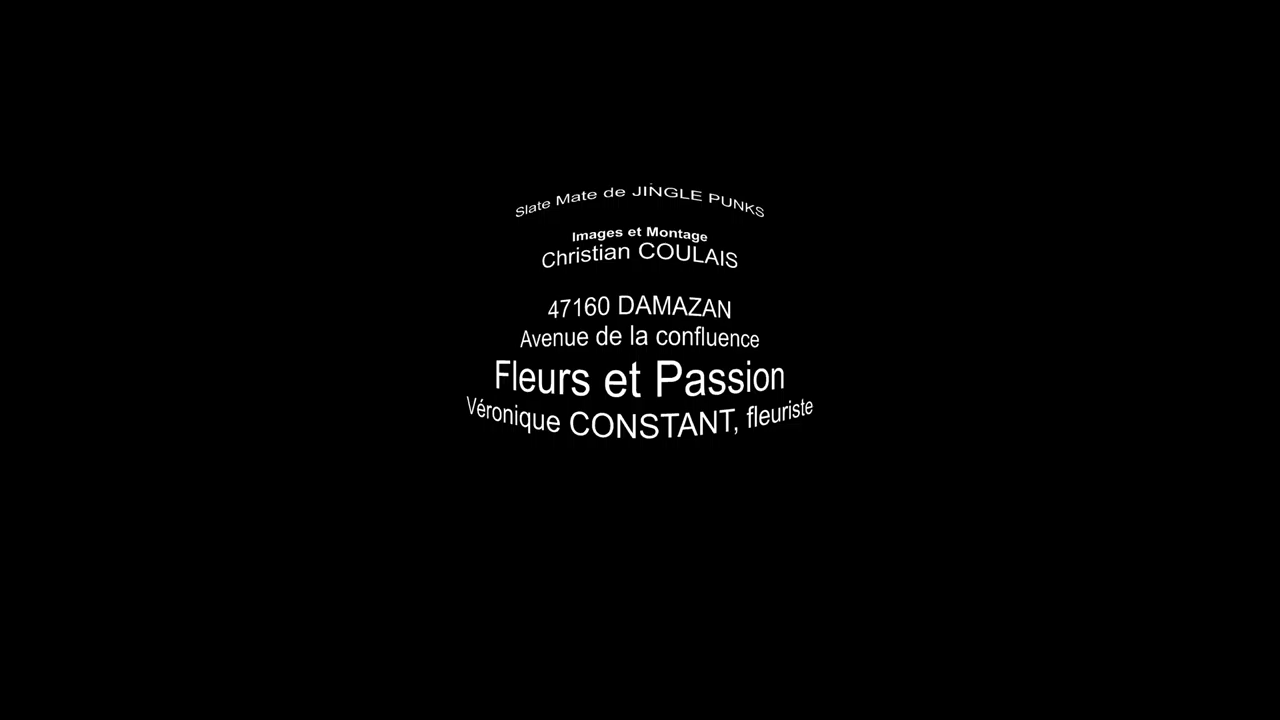 Slate Mate de JINGLE PUNKS
Images et Montage
Christian COULAIS
47160 DAMAZAN
Avenue de la confluence
Fleurs et Passion
Véronique CONSTANT, fleuriste